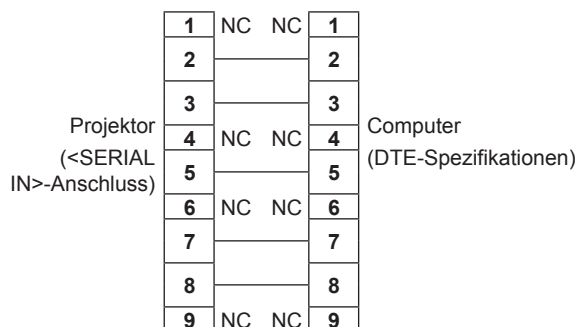 1 NC NC 1
2 2
3 3
Projektor
(<SERIAL
IN>-Anschluss)
4 NC NC 4
Computer
(DTE-Spezifikationen)
5 5
6 NC NC 6
7 7
8 8
9 NC NC 9